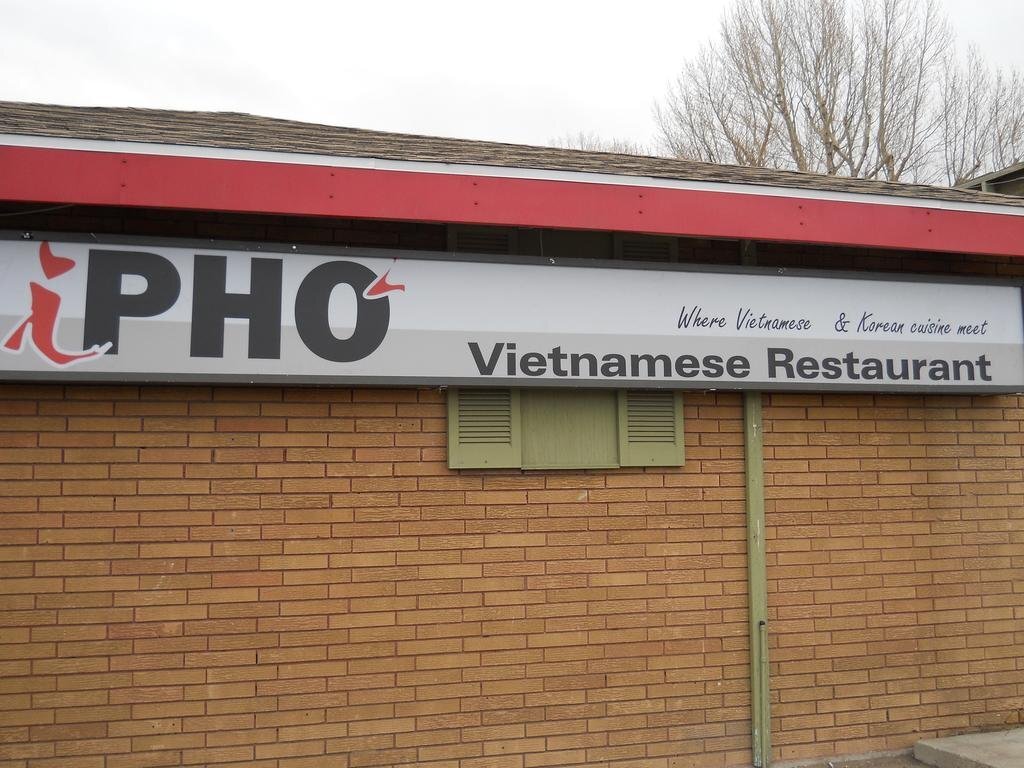 iPHO
Where Vietnamese & Korean cuisine meet
Vietnamese Restaurant